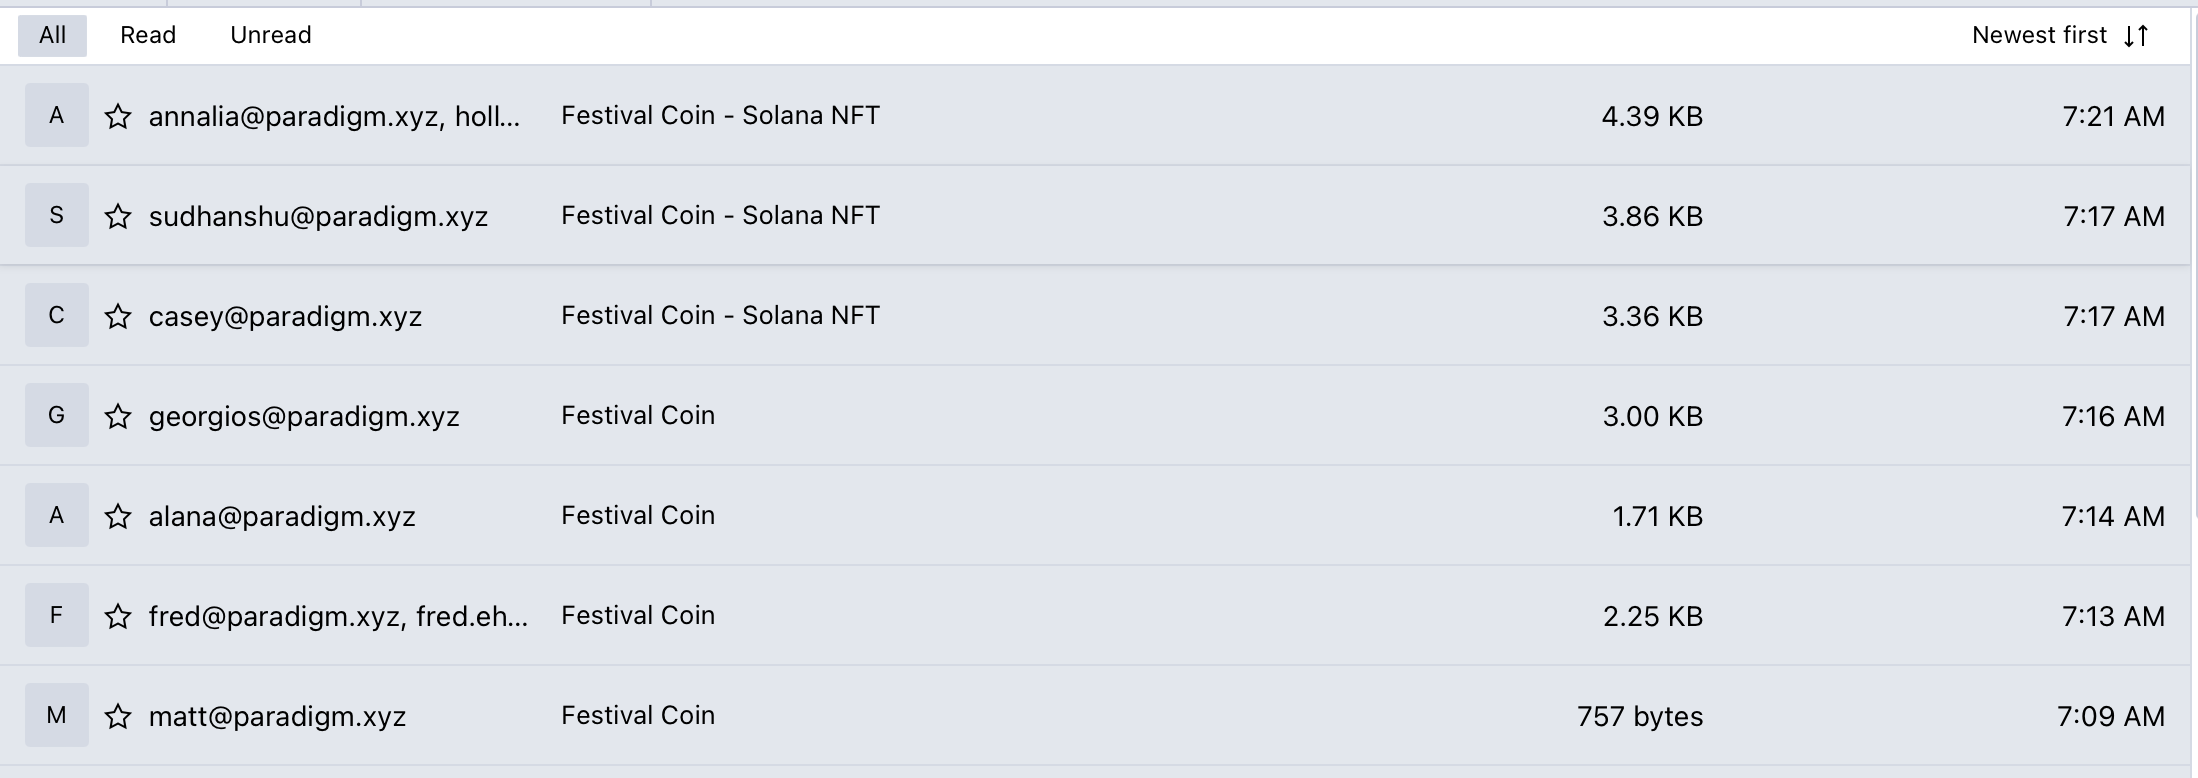 All Read Unread Newest first
A annalia@paradigm.xyz, holl... Festival Coin - Solana NFT 4.39 KB 7:21 AM
S sudhanshu@paradigm.xyz Festival Coin - Solana NFT 3.86 KB 7:17 AM
C casey@paradigm.xyz Festival Coin - Solana NFT 3.36 KB 7:17 AM
G georgios@paradigm.xyz Festival Coin 3.00 KB 7:16 AM
A alana@paradigm.xyz Festival Coin 1.71 KB 7:14 AM
F fred@paradigm.xyz, fred.eh... Festival Coin 2.25 KB 7:13 AM
M matt@paradigm.xyz Festival Coin 757 bytes 7:09 AM